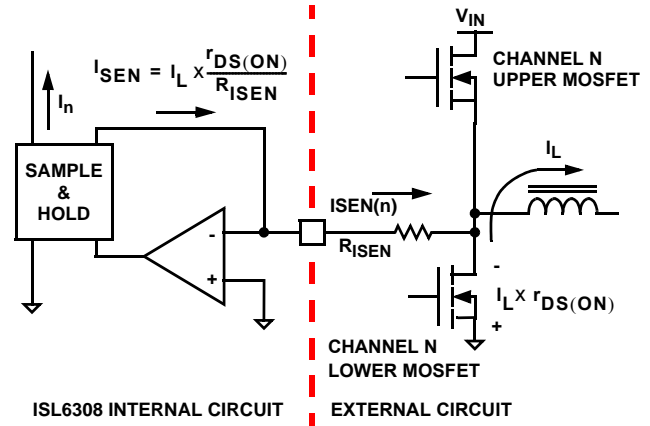 V_IN
CHANNEL N
UPPER MOSFET
I_SEN = I_L x r_DS(ON)
R_ISEN
I_n
SAMPLE
&
HOLD
I_L
ISEN(n)
R_ISEN
-
+
-
I_L x r_DS(ON)
+
CHANNEL N
LOWER MOSFET
ISL6308 INTERNAL CIRCUIT
EXTERNAL CIRCUIT